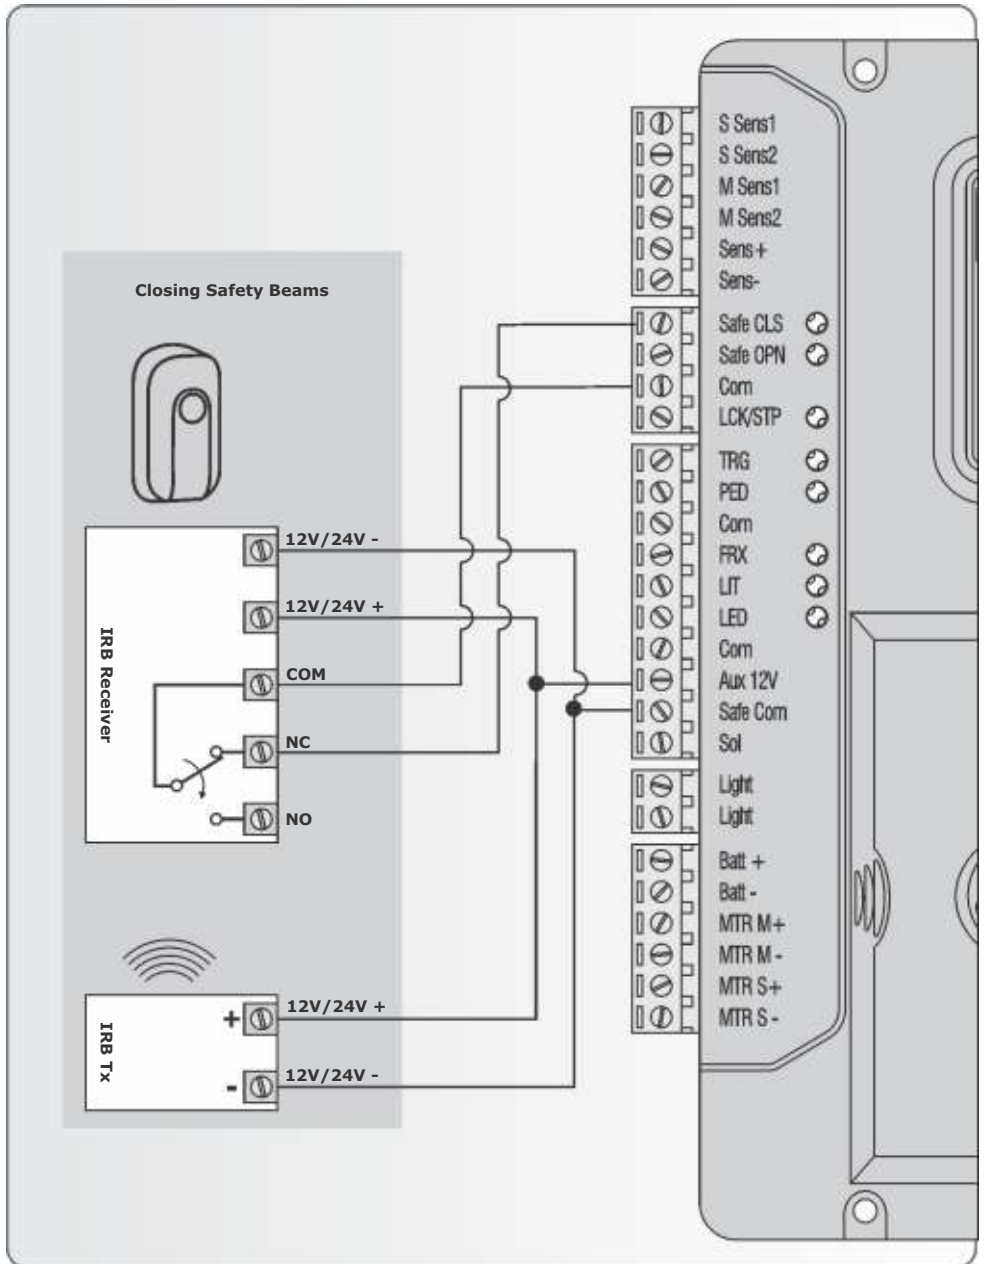 Closing Safety Beams
IRB Receiver
12V/24V -
12V/24V +
COM
NC
NO
IRB Tx
+
12V/24V +
-
12V/24V -
S Sens1
S Sens2
M Sens1
M Sens2
Sens +
Sens-
Safe CLS
Safe OPN
Com
LCK/STP
TRG
PED
Com
FRX
LIT
LED
Com
Aux 12V
Safe Com
Sol
Light
Light
Batt +
Batt -
MTR M+
MTR M -
MTR S+
MTR S -